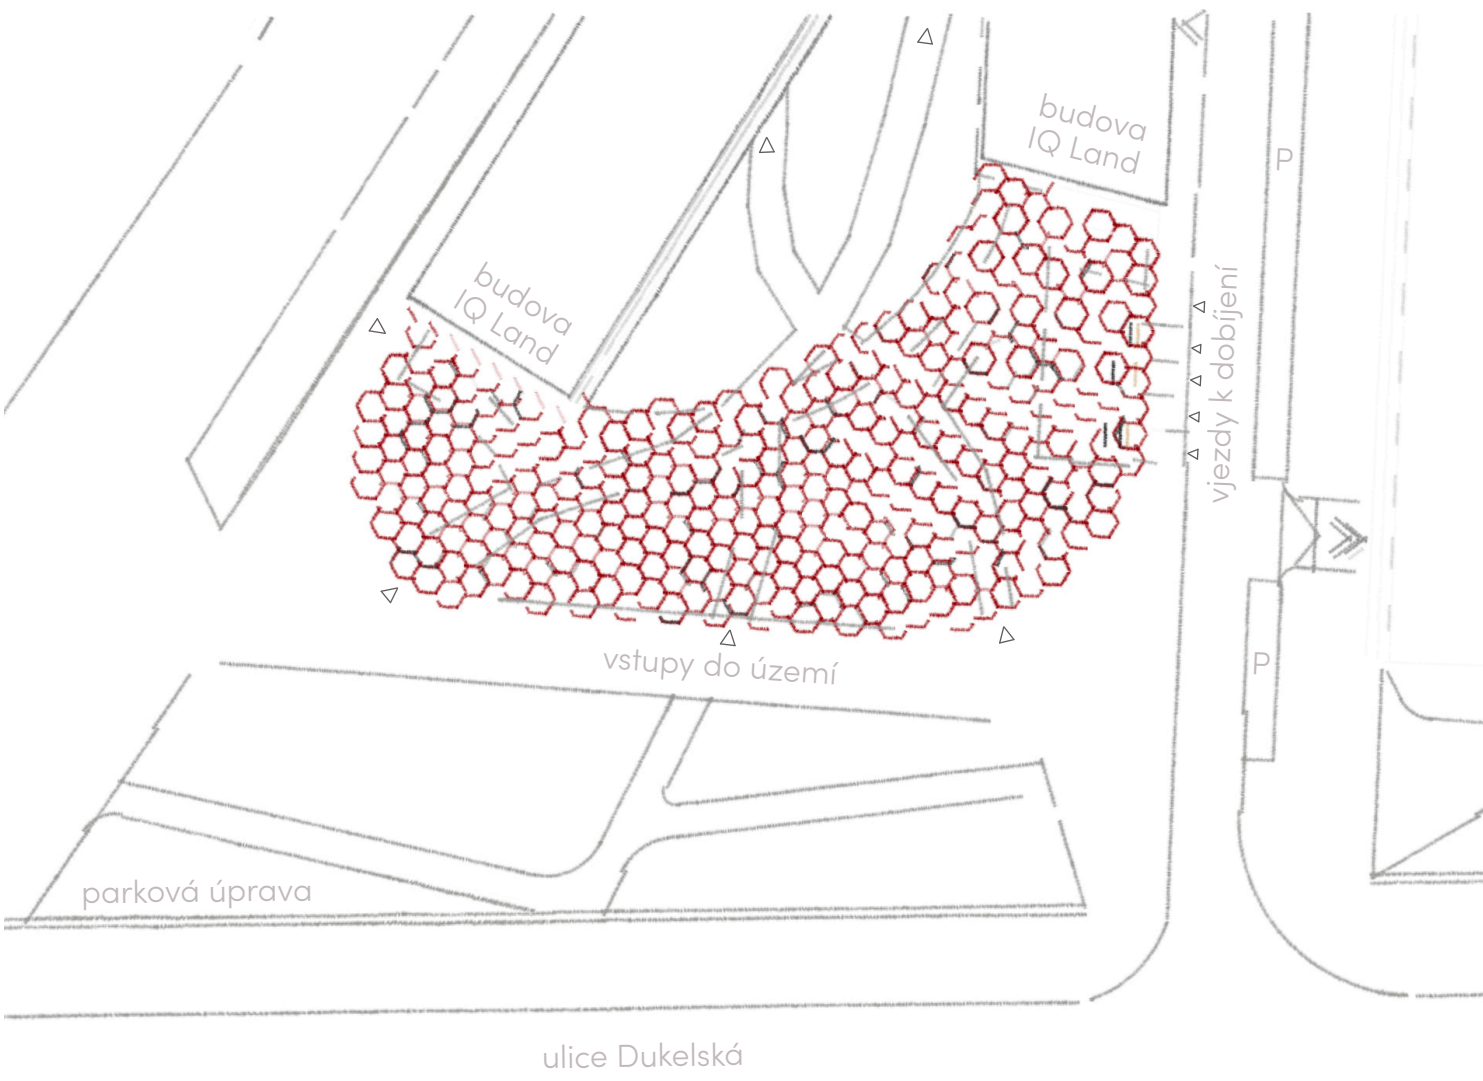 budova
IQ Land
P
budova
IQ Land
vjezdy k dobíjení
vstupy do území
P
parková úprava
ulice Dukelská